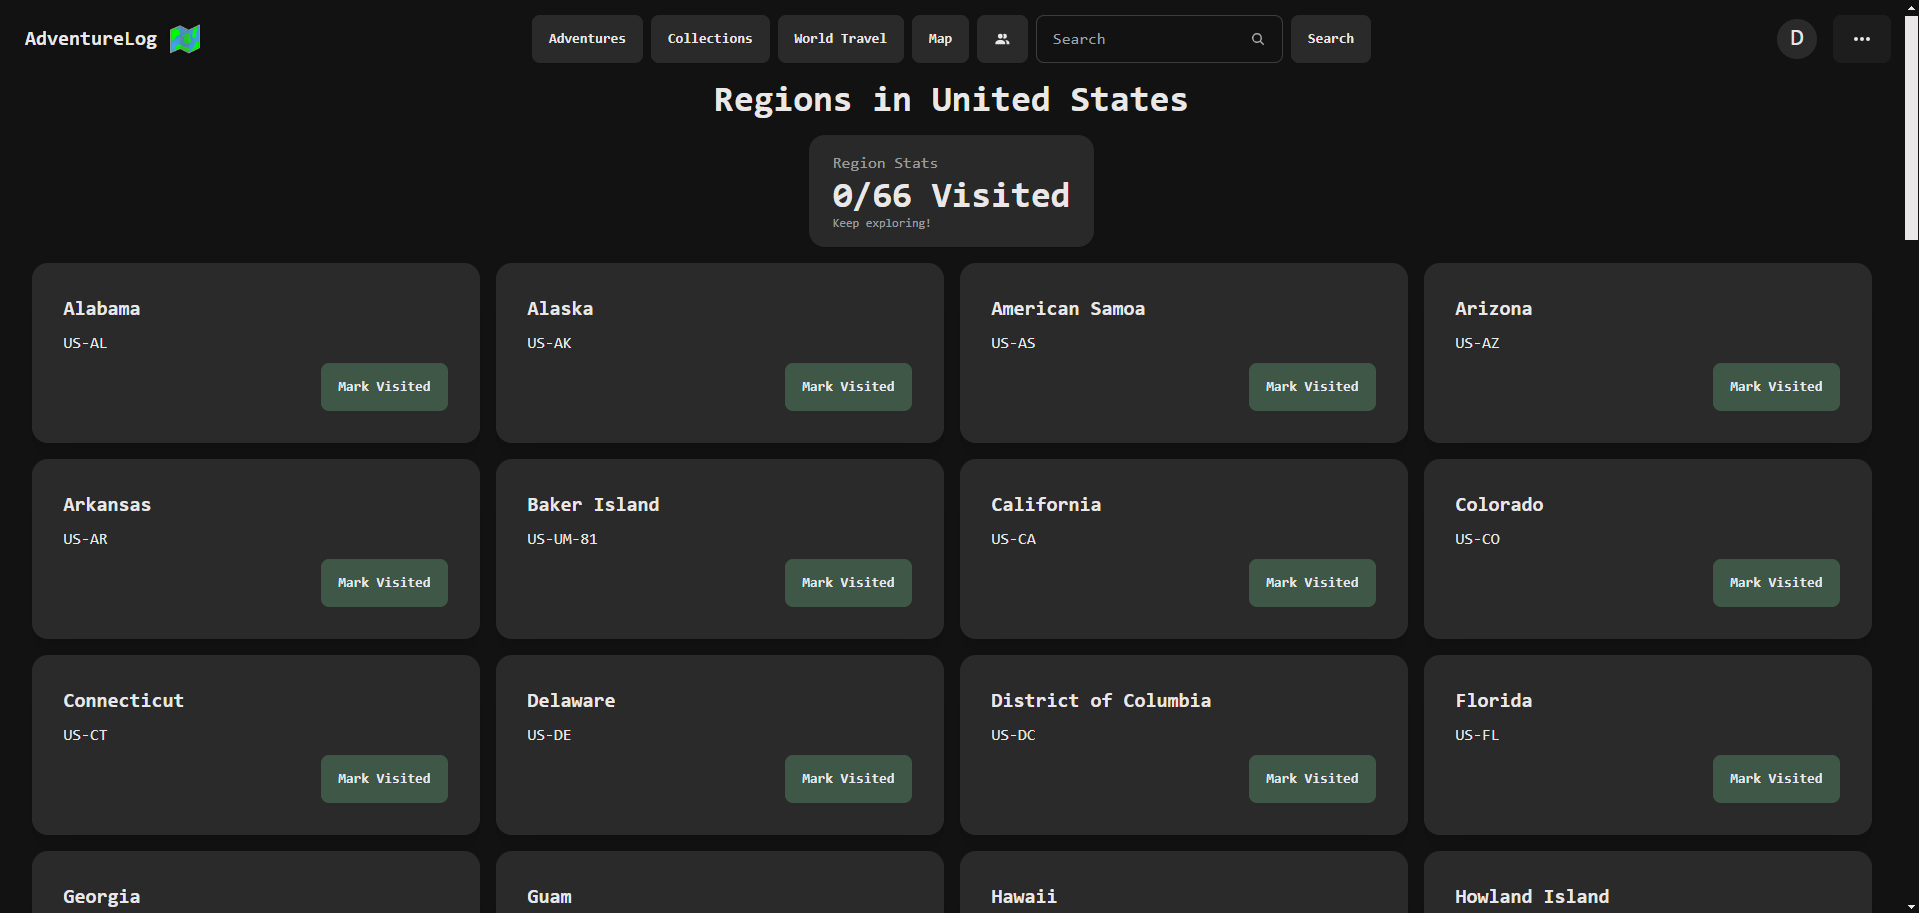 AdventureLog
Adventures
Collections
World Travel
Map
Search
Search
D
Regions in United States
Region Stats
0/66 Visited
Keep exploring!
Alabama
US-AL
Mark Visited
Alaska
US-AK
Mark Visited
American Samoa
US-AS
Mark Visited
Arizona
US-AZ
Mark Visited
Arkansas
US-AR
Mark Visited
Baker Island
US-UM-81
Mark Visited
California
US-CA
Mark Visited
Colorado
US-CO
Mark Visited
Connecticut
US-CT
Mark Visited
Delaware
US-DE
Mark Visited
District of Columbia
US-DC
Mark Visited
Florida
US-FL
Mark Visited
Georgia
Guam
Hawaii
Howland Island